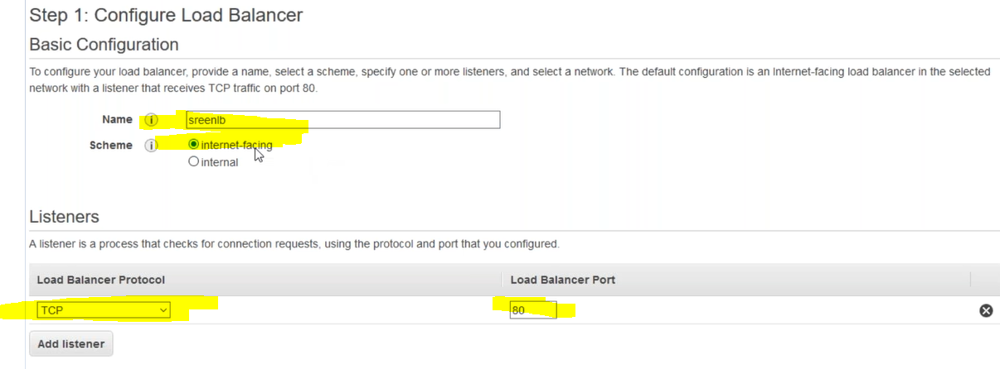 Step 1: Configure Load Balancer
Basic Configuration
To configure your load balancer, provide a name, select a scheme, specify one or more listeners, and select a network. The default configuration is an Internet-facing load balancer in the selected
network with a listener that receives TCP traffic on port 80.
Name i sreenlb
Scheme i internet-facing
internal
Listeners
A listener is a process that checks for connection requests, using the protocol and port that you configured.
Load Balancer Protocol Load Balancer Port
TCP 80
Add listener